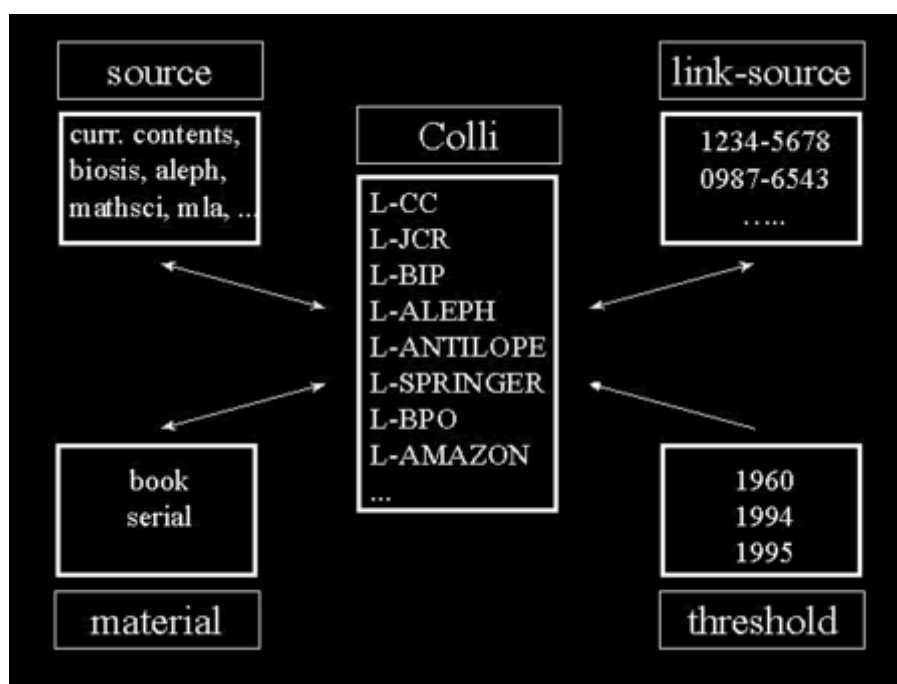 source
curr. contents,
biosis, aleph,
mathsci, mla, ...
link-source
1234-5678
0987-6543
.....
Colli
L-CC
L-JCR
L-BIP
L-ALEPH
L-ANTILOPE
L-SPRINGER
L-BPO
L-AMAZON
...
book
serial
material
1960
1994
1995
threshold